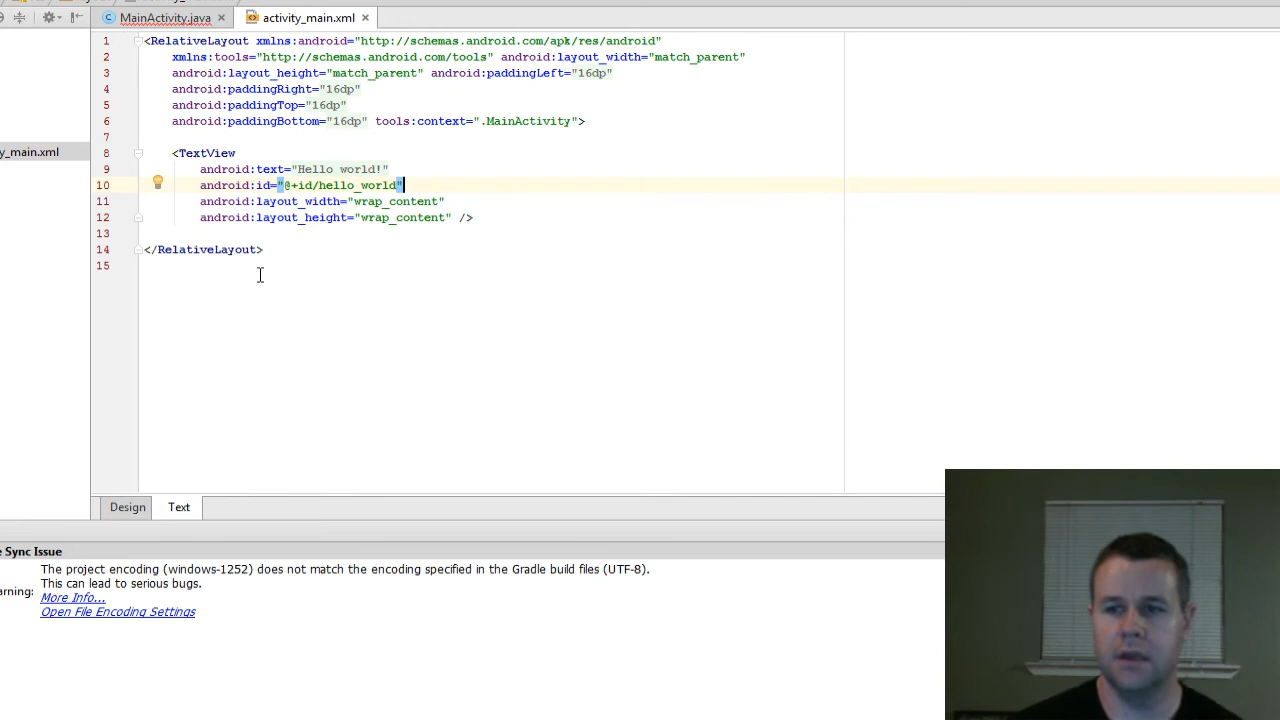 MainActivity.java
activity_main.xml
y_main.xml
1 <RelativeLayout xmlns:android="http://schemas.android.com/apk/res/android"
2 xmlns:tools="http://schemas.android.com/tools" android:layout_width="match_parent"
3 android:layout_height="match_parent" android:paddingLeft="16dp"
4 android:paddingRight="16dp"
5 android:paddingTop="16dp"
6 android:paddingBottom="16dp" tools:context=".MainActivity">
7
8 <TextView
9 android:text="Hello world!"
10 android:id="@+id/hello_world"
11 android:layout_width="wrap_content"
12 android:layout_height="wrap_content" />
13
14 </RelativeLayout>
15
Design Text
e Sync Issue
arning:
The project encoding (windows-1252) does not match the encoding specified in the Gradle build files (UTF-8).
This can lead to serious bugs.
More Info...
Open File Encoding Settings